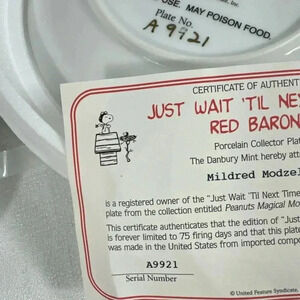 Inc.
USE. MAY POISON FOOD.
Plate No.
A 9921
CERTIFICATE OF AUTHENT
JUST WAIT 'TIL NEX
RED BARON
Porcelain Collector Pla
The Danbury Mint hereby att
Mildred Modzel
is a registered owner of the "Just Wait 'Til Next Time
plate from the collection entitled Peanuts Magical Mo
This certificate authenticates that the edition of "Just
is forever limited to 75 firing days and that this plate
was made in the United States from imported compo
A9921
Serial Number
© United Feature Syndicate,